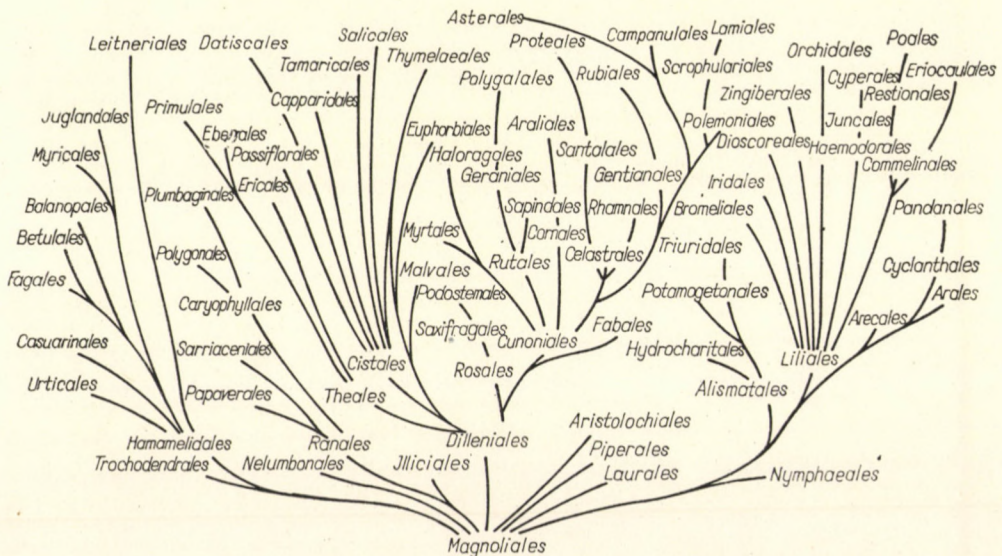 Asterales
Campanulales
Lamiales
Leitneriales
Datiscales
Salicales
Proteales
Poales
Thymelaeales
Orchidales
Tamaricales
Scrophulariales
Polygalales
Rubiales
Cyperales
Eriocaulales
Primulales
Capparidales
Zingiberales
Restionales
Juglandales
Ebenales
Euphorbiales
Araliales
Polemoniales
Juncales
Dioscoreales
Haemodorales
Myricales
Passiflorales
Haloragales
Santalales
Commelinales
Geraniales
Gentianales
Plumbaginales
Ericales
Iridales
Balanopales
Sapindales
Rhamnales
Bromeliales
Pandanales
Betulales
Myrtales
Cornales
Polygonales
Rutales
Celastrales
Triuridales
Fagales
Malvales
Cyclanthales
Podostemales
Potamogetonales
Arales
Caryophyllales
Saxifragales
Cunoniales
Fabales
Arecales
Casuarinales
Sarraceniales
Cistales
Hydrocharitales
Liliales
Urticales
Papaverales
Theales
Rosales
Alismatales
Aristolochiales
Hamamelidales
Ranales
Dilleniales
Piperales
Trochodendrales
Nelumbonales
Jlliciales
Laurales
Nymphaeales
Magnoliales